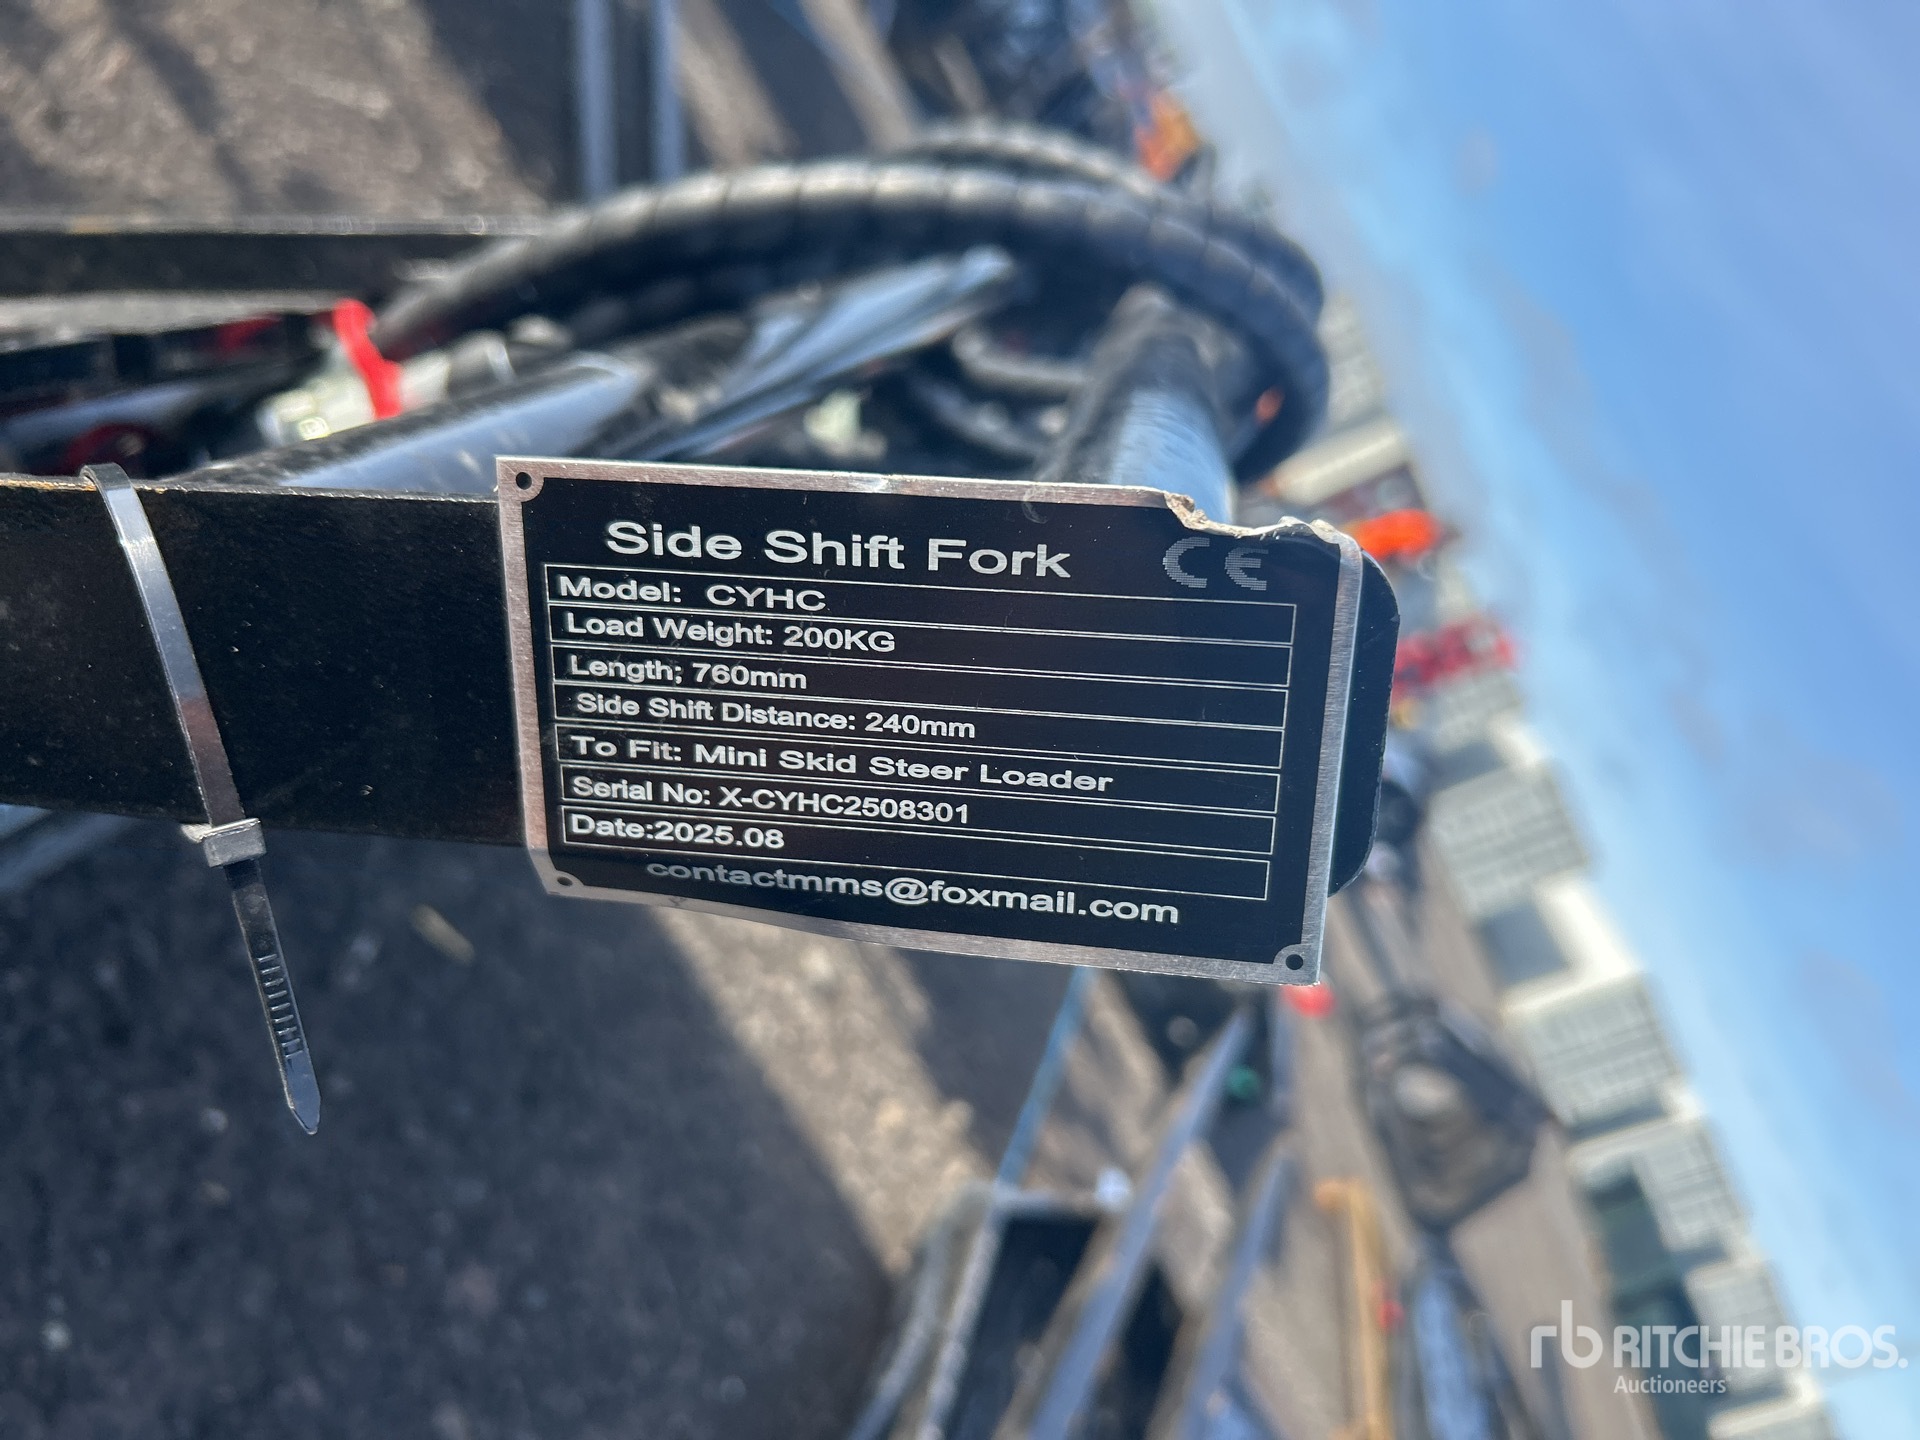 Side Shift Fork CE
Model: CYHC
Load Weight: 200KG
Length; 760mm
Side Shift Distance: 240mm
To Fit: Mini Skid Steer Loader
Serial No: X-CYHC2508301
Date:2025.08
contactmms@foxmail.com
rb RITCHIE BROS.
Auctioneers